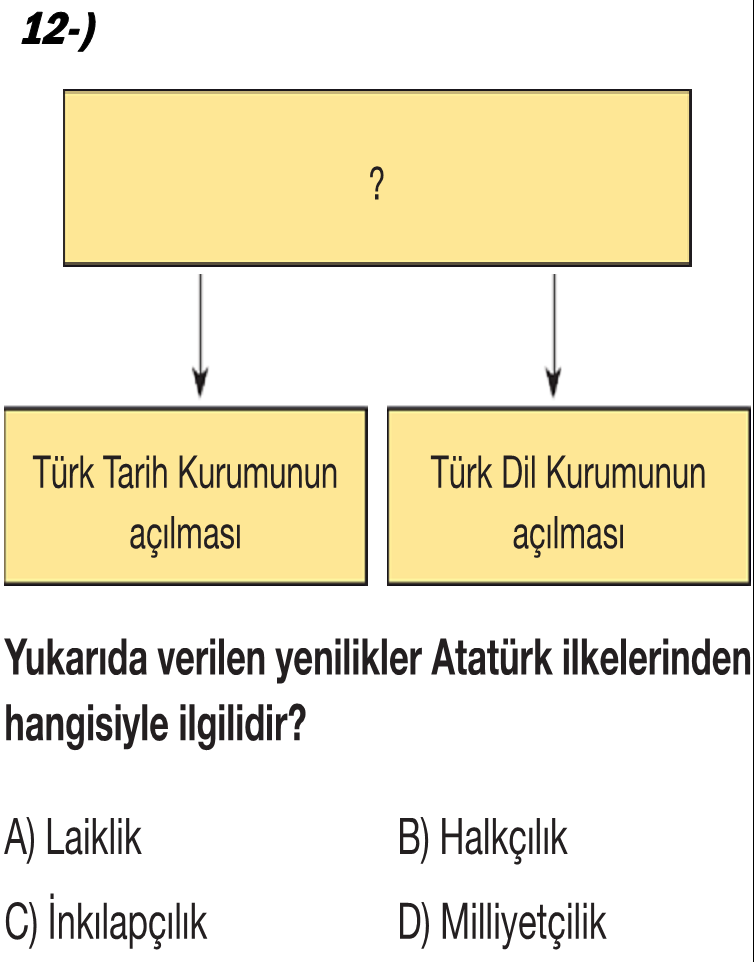 12-)
?
Türk Tarih Kurumunun
açılması
Türk Dil Kurumunun
açılması
Yukarıda verilen yenilikler Atatürk ilkelerinden
hangisiyle ilgilidir?
A) Laiklik
B) Halkçılık
C) İnkılapçılık
D) Milliyetçilik